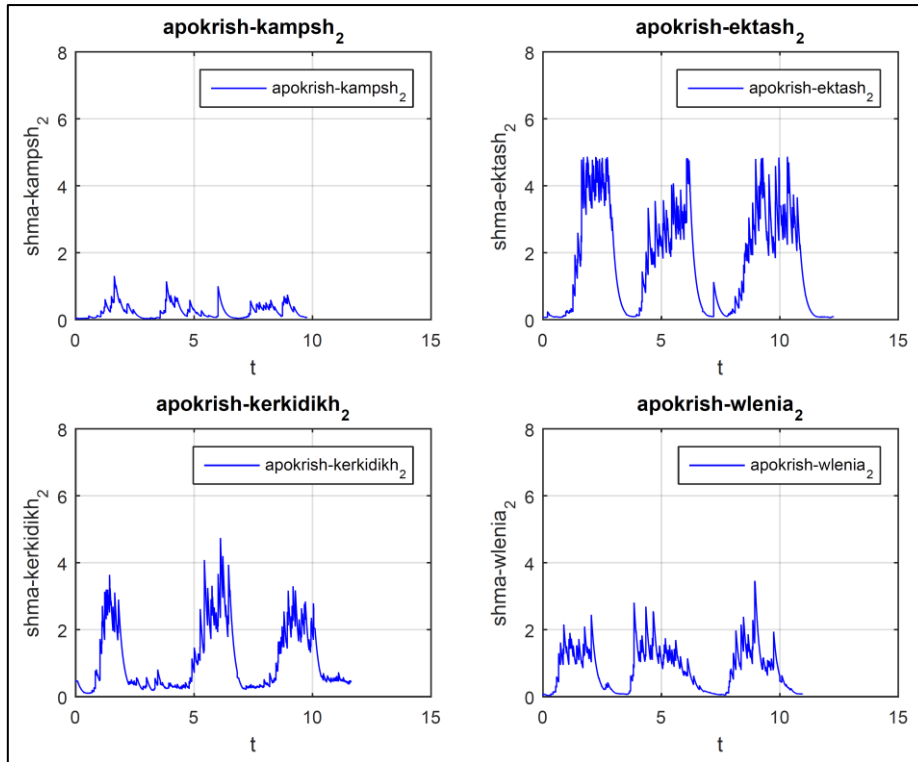 apokrish-kampsh2
8
6
4
2
0
shma-kampsh2
apokrish-kampsh2
0 5 10 15
t
apokrish-ektash2
8
6
4
2
0
shma-ektash2
apokrish-ektash2
0 5 10 15
t
apokrish-kerkidikh2
8
6
4
2
0
shma-kerkidikh2
apokrish-kerkidikh2
0 5 10 15
t
apokrish-wlenia2
8
6
4
2
0
shma-wlenia2
apokrish-wlenia2
0 5 10 15
t